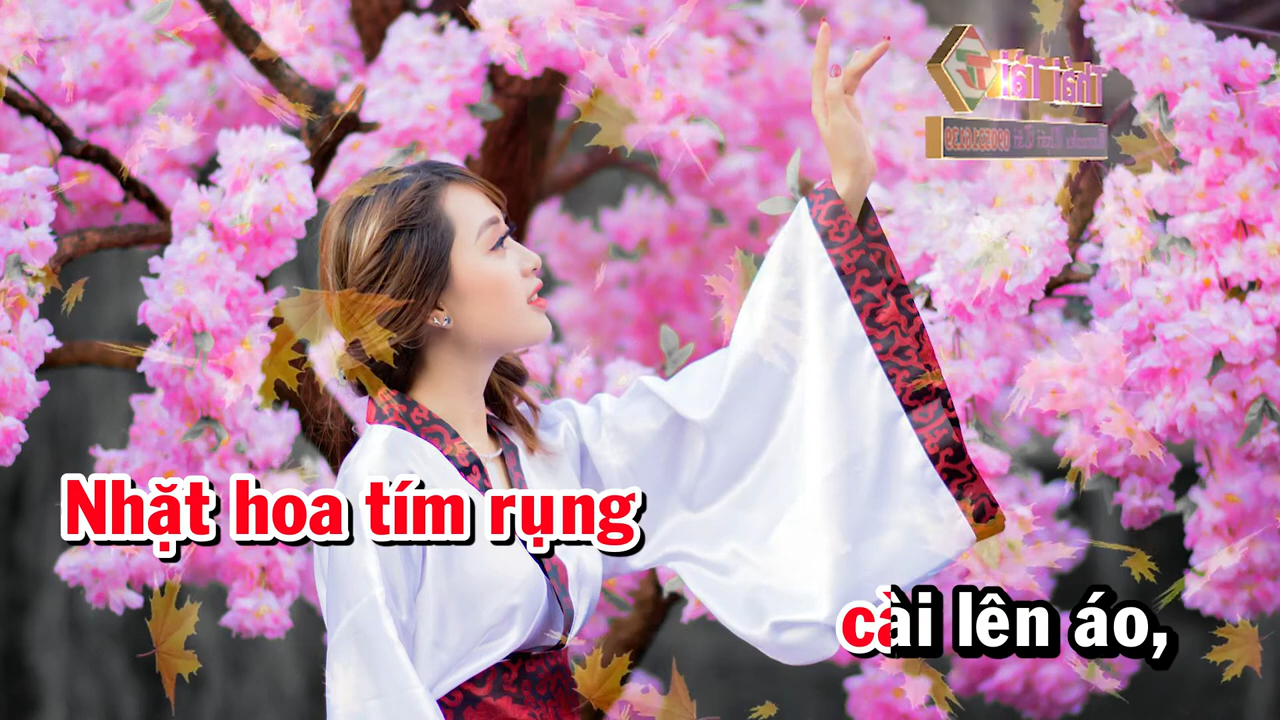 Nhặt hoa tím rụng
cài lên áo,